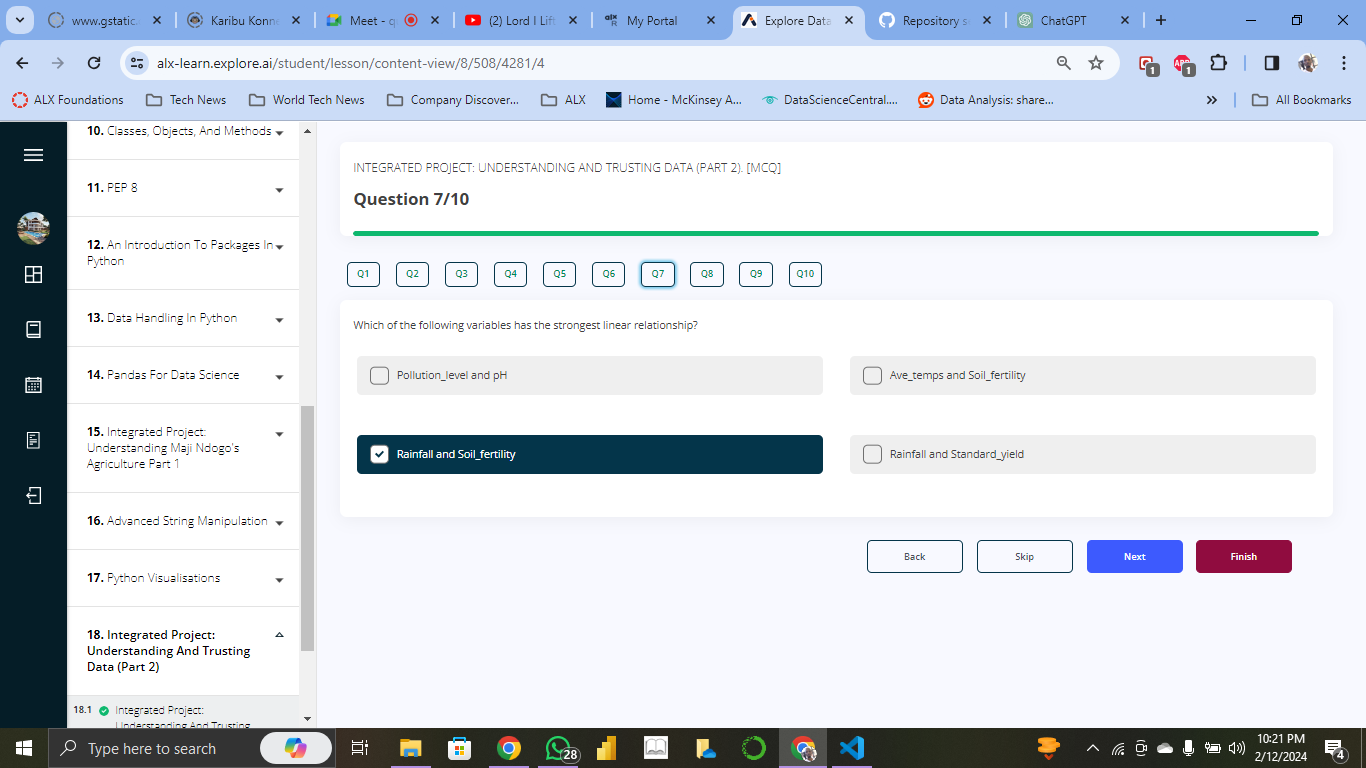 www.gstatic.
Karibu Konne
Meet - q
(2) Lord I Lift
My Portal
Explore Data
Repository s
ChatGPT
alx-learn.explore.ai/student/lesson/content-view/8/508/4281/4
1
1
ALX Foundations
Tech News
World Tech News
Company Discover...
ALX
Home - McKinsey A...
DataScienceCentral....
Data Analysis: share...
All Bookmarks
10. Classes, Objects, And Methods
11. PEP 8
12. An Introduction To Packages In
Python
13. Data Handling In Python
14. Pandas For Data Science
15. Integrated Project:
Understanding Maji Ndogo's
Agriculture Part 1
16. Advanced String Manipulation
17. Python Visualisations
18. Integrated Project:
Understanding And Trusting
Data (Part 2)
18.1 Integrated Project:
Understanding And Trusting
INTEGRATED PROJECT: UNDERSTANDING AND TRUSTING DATA (PART 2). [MCQ]
Question 7/10
Q1 Q2 Q3 Q4 Q5 Q6 Q7 Q8 Q9 Q10
Which of the following variables has the strongest linear relationship?
Pollution_level and pH
Ave_temps and Soil_fertility
Rainfall and Soil_fertility
Rainfall and Standard_yield
Back
Skip
Next
Finish
Type here to search
28
10:21 PM
2/12/2024
4